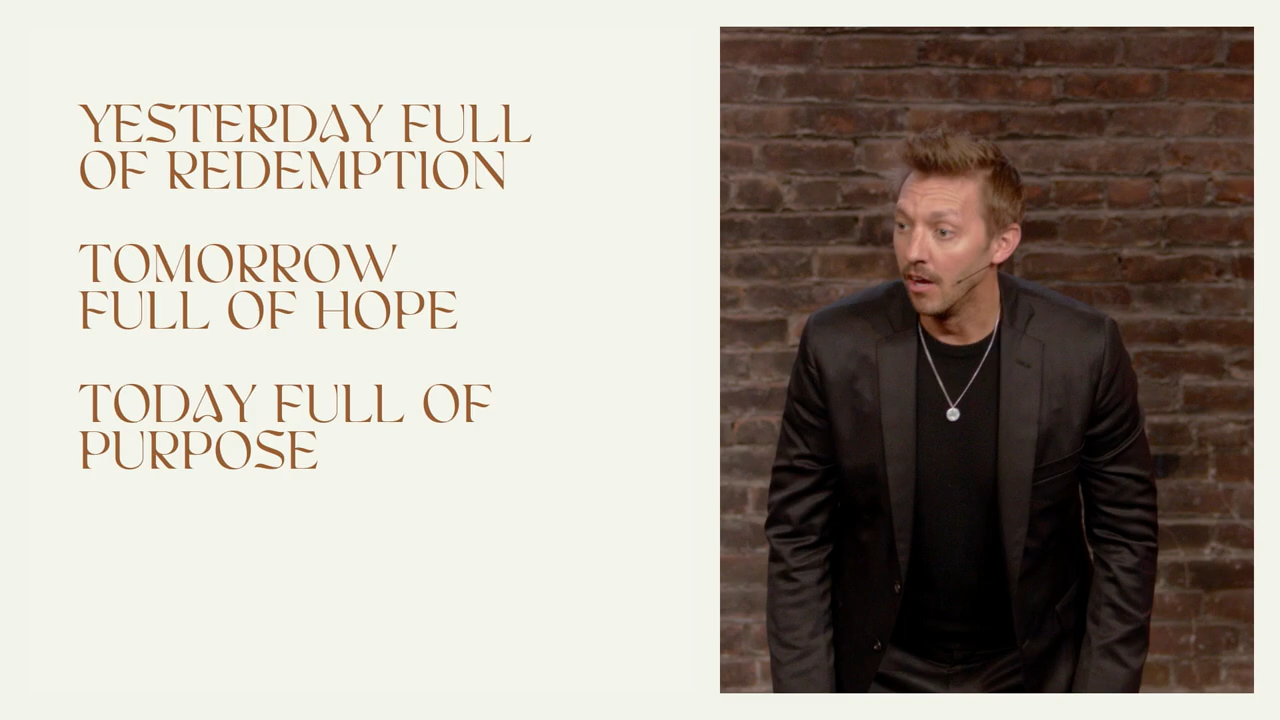 YESTERDAY FULL
OF REDEMPTION
TOMORROW
FULL OF HOPE
TODAY FULL OF
PURPOSE